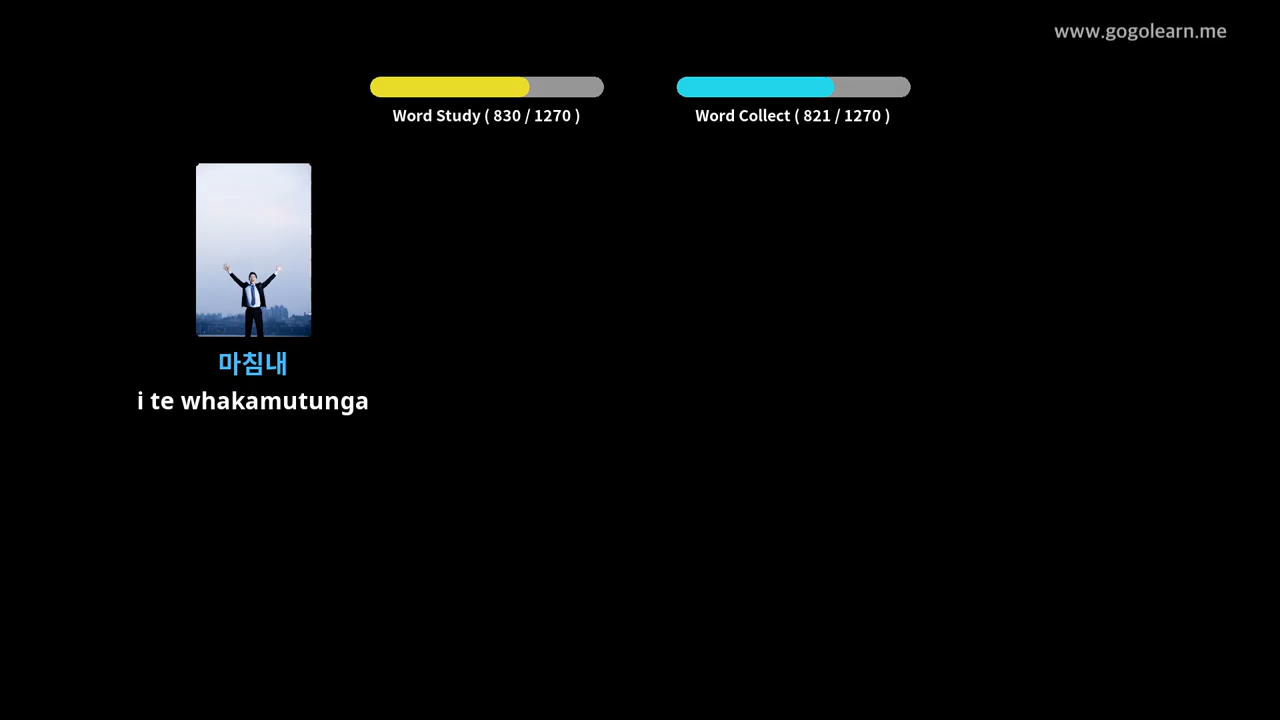 www.gogolearn.me
Word Study ( 830 / 1270 )
Word Collect ( 821 / 1270 )
마침내
i te whakamutunga